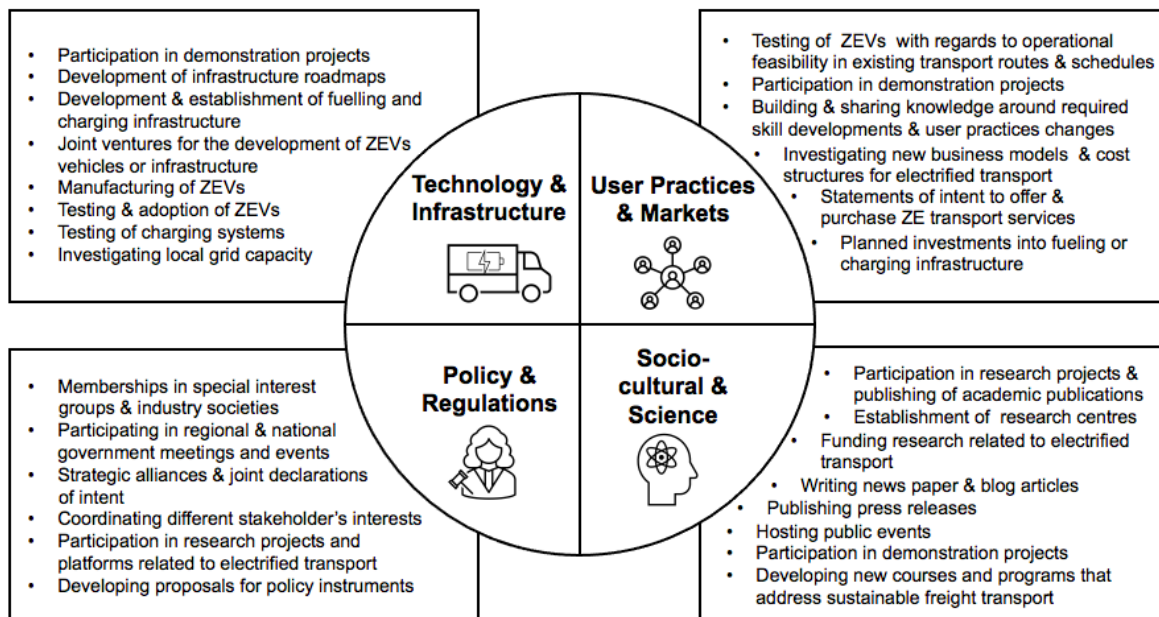 • Participation in demonstration projects
• Development of infrastructure roadmaps
• Development & establishment of fuelling and
charging infrastructure
• Joint ventures for the development of ZEVs
vehicles or infrastructure
• Manufacturing of ZEVs
• Testing & adoption of ZEVs
• Testing of charging systems
• Investigating local grid capacity
Technology &
Infrastructure
User Practices
& Markets
• Testing of ZEVs with regards to operational
feasibility in existing transport routes & schedules
• Participation in demonstration projects
• Building & sharing knowledge around required
skill developments & user practices changes
• Investigating new business models & cost
structures for electrified transport
• Statements of intent to offer &
purchase ZE transport services
• Planned investments into fueling or
charging infrastructure
• Memberships in special interest
groups & industry societies
• Participating in regional & national
government meetings and events
• Strategic alliances & joint declarations
of intent
• Coordinating different stakeholder's interests
• Participation in research projects and
platforms related to electrified transport
• Developing proposals for policy instruments
Policy &
Regulations
Socio-
cultural &
Science
• Participation in research projects &
publishing of academic publications
• Establishment of research centres
• Funding research related to electrified
transport
• Writing news paper & blog articles
• Publishing press releases
• Hosting public events
• Participation in demonstration projects
• Developing new courses and programs that
address sustainable freight transport